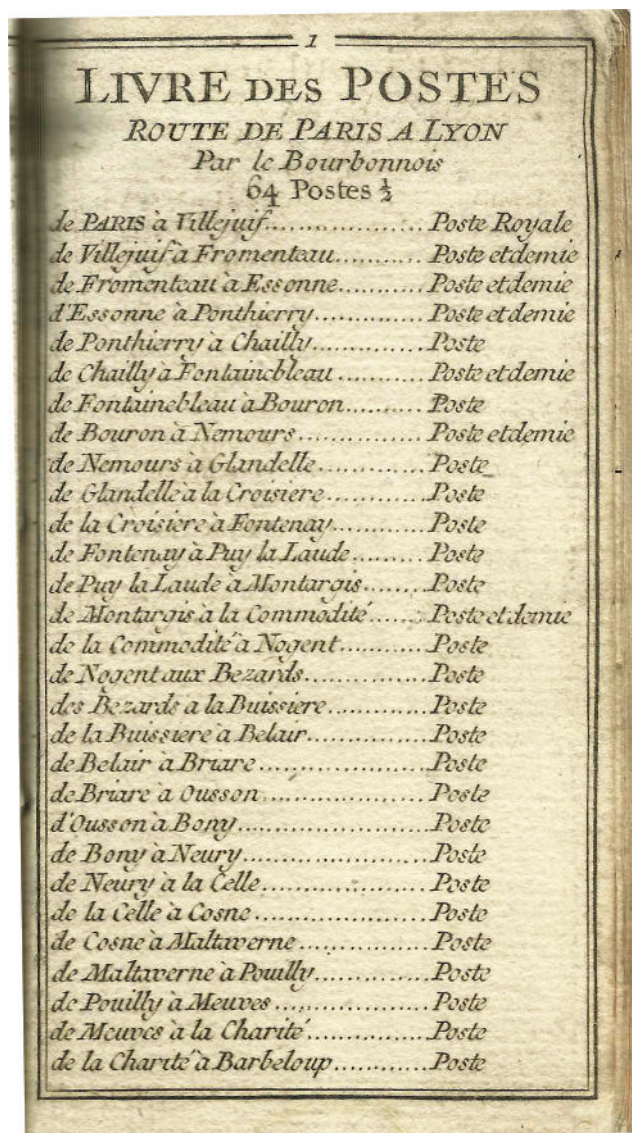 1
LIVRE DES POSTES
ROUTE DE PARIS A LYON
Par le Bourbonnois
64 Postes ½
de PARIS à Villejuif................... Poste Royale
de Villejuif à Fromenteau........... Poste et demie
de Fromenteau à Essonne........... Poste et demie
d'Essonne à Ponthierry.............. Poste et demie
de Ponthierry à Chailly.............. Poste
de Chailly à Fontainebleau........... Poste et demie
de Fontainebleau à Bouron.......... Poste
de Bouron à Nemours................ Poste et demie
de Nemours à Glandelle.............. Poste
de Glandelle à la Croisiere............ Poste
de la Croisiere à Fontenay........... Poste
de Fontenay à Puy la Laude......... Poste
de Puy la Laude à Montargis........ Poste
de Montargis à la Commodité....... Poste et demie
de la Commodité à Nogent.......... Poste
de Nogent aux Bezards............... Poste
des Bezards a la Buissiere............ Poste
de la Buissiere à Belair............... Poste
de Belair à Briare..................... Poste
de Briare a Ousson.................... Poste
d'Ousson à Bony....................... Poste
de Bony à Neury....................... Poste
de Neury à la Celle.................... Poste
de la Celle à Cosne..................... Poste
de Cosne à Maltaverne................ Poste
de Maltaverne à Pouilly.............. Poste
de Pouilly à Meuves................... Poste
de Meuves à la Charité............... Poste
de la Charité à Barbeloup............ Poste